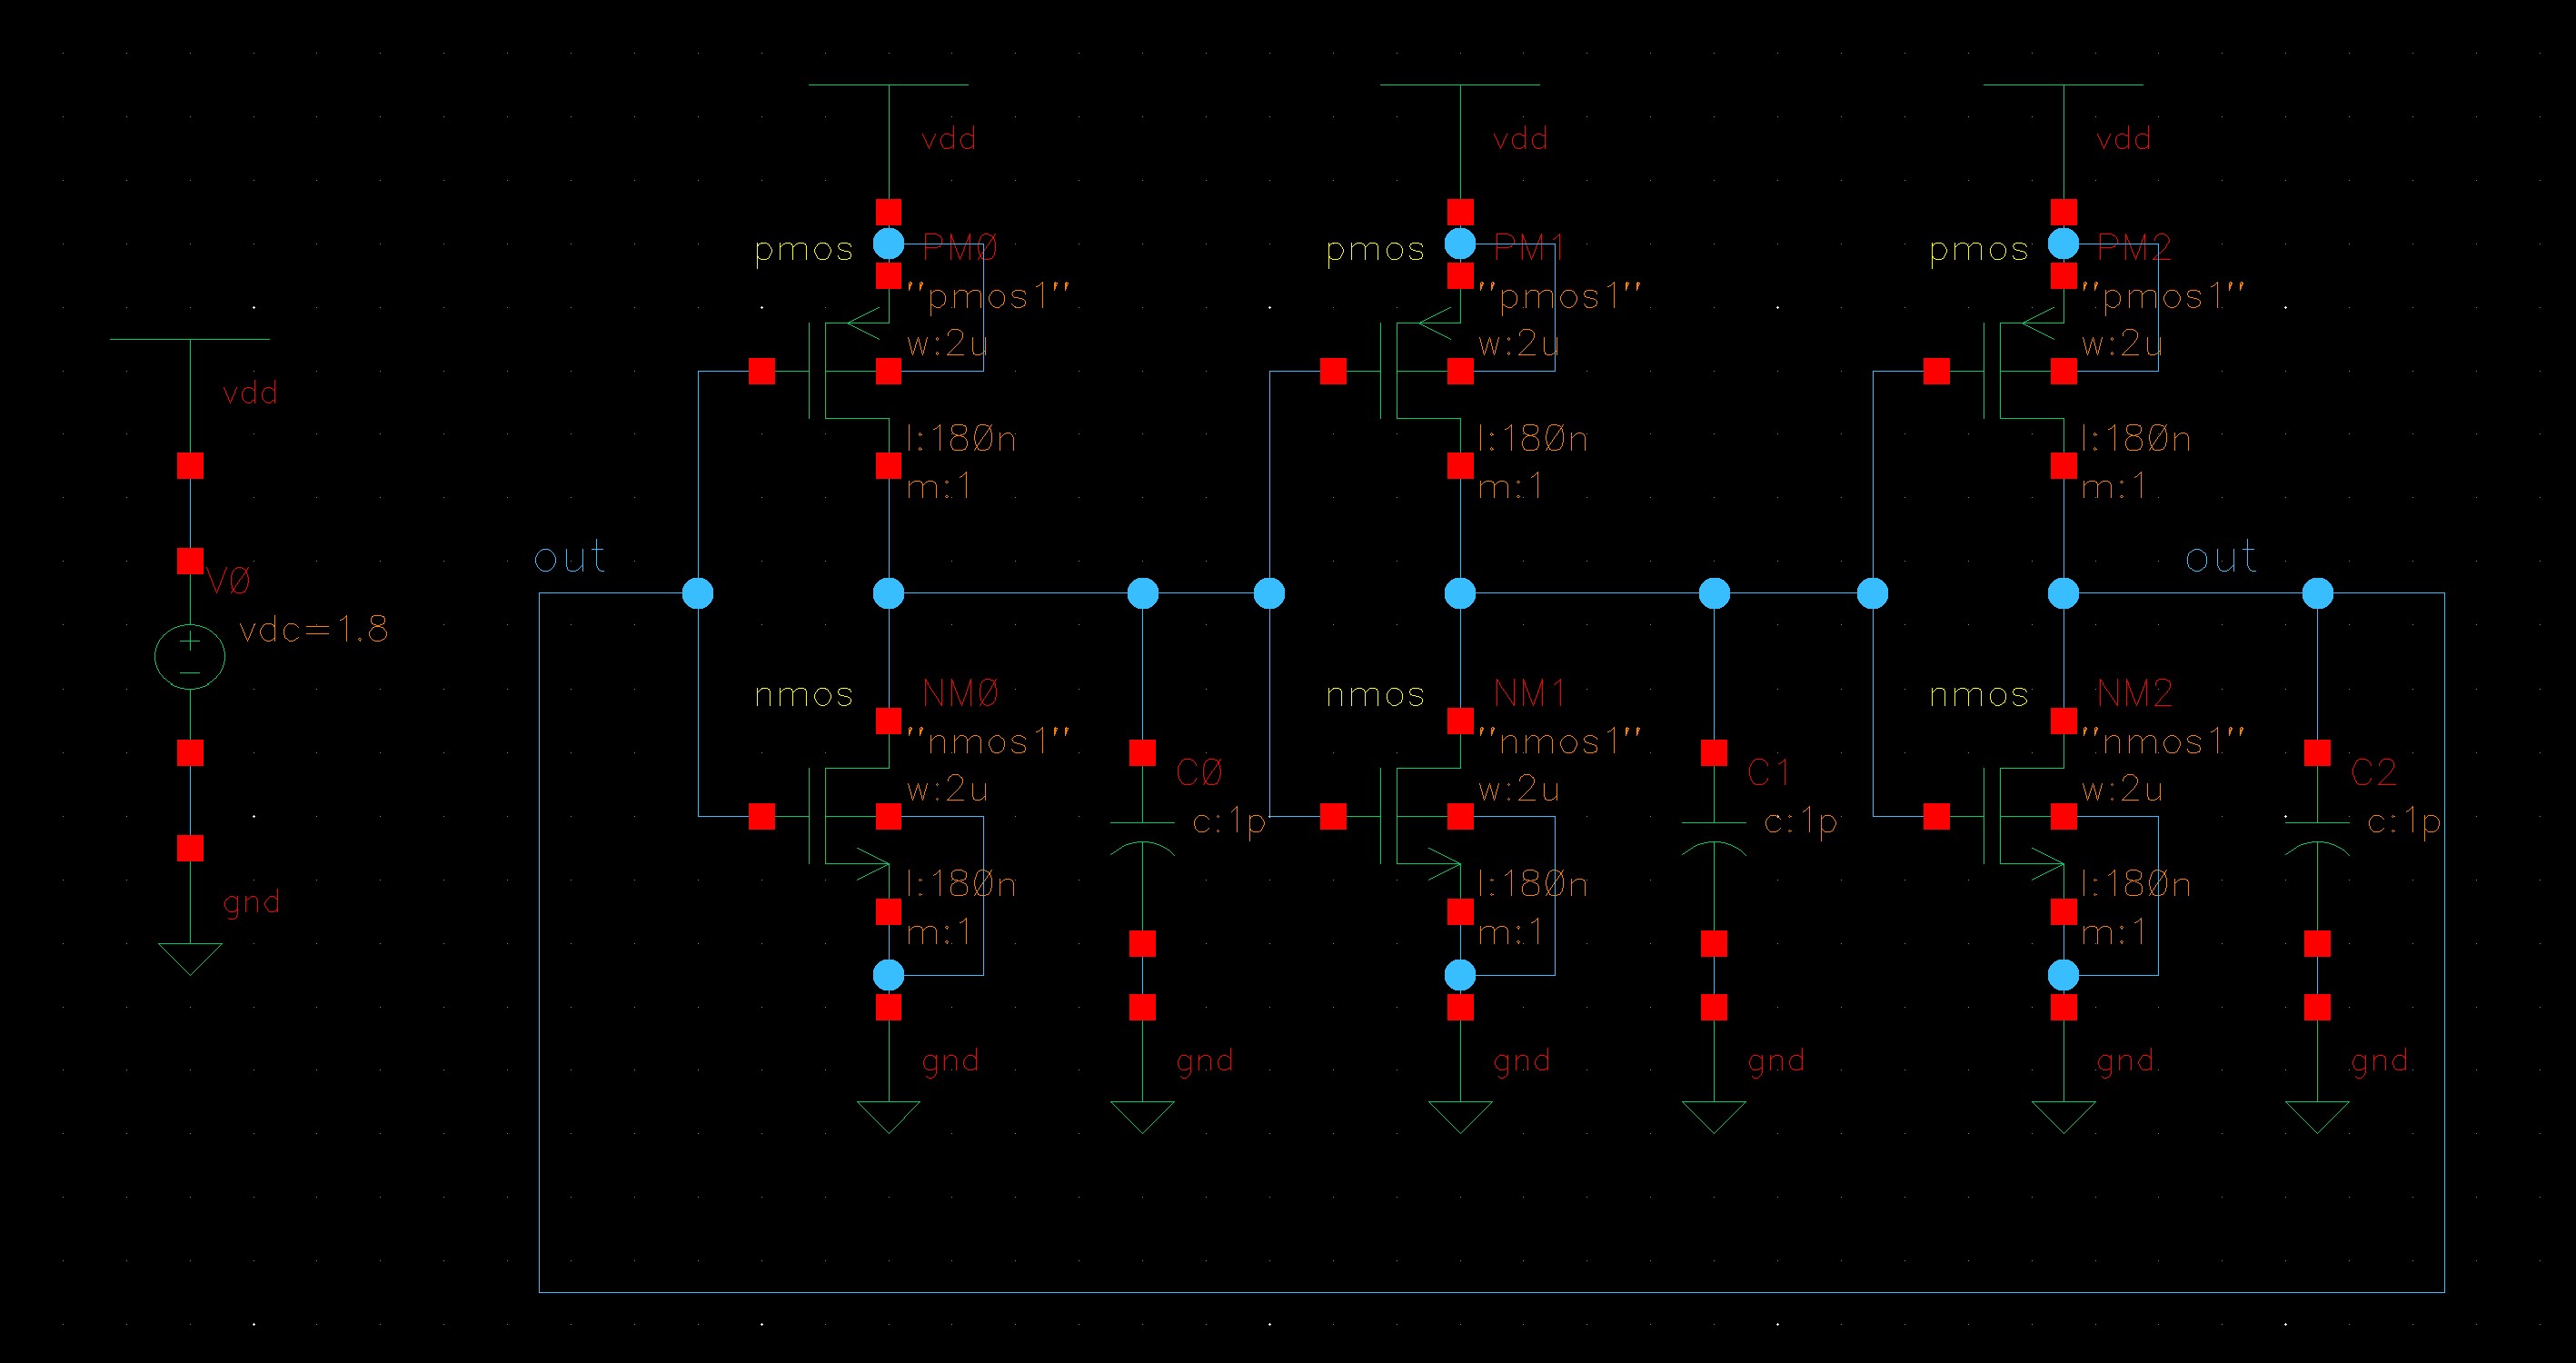 vdd
V0
vdc=1.8
gnd
out
vdd
pmos
PM0
"pmos1"
w:2u
l:180n
m:1
nmos
NM0
"nmos1"
w:2u
l:180n
m:1
gnd
C0
c:1p
gnd
vdd
pmos
PM1
"pmos1"
w:2u
l:180n
m:1
nmos
NM1
"nmos1"
w:2u
l:180n
m:1
gnd
C1
c:1p
gnd
vdd
pmos
PM2
"pmos1"
w:2u
l:180n
m:1
out
nmos
NM2
"nmos1"
w:2u
l:180n
m:1
gnd
C2
c:1p
gnd